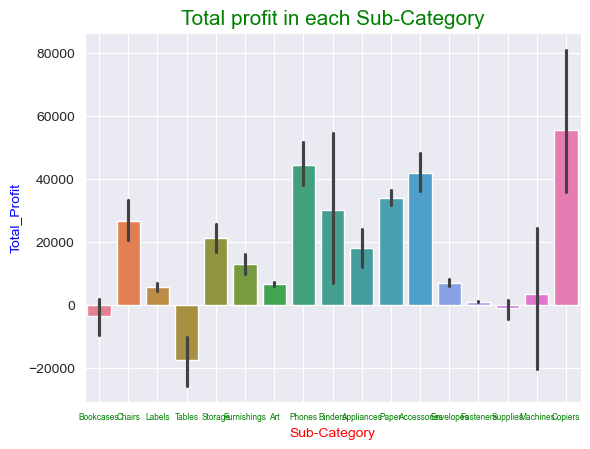 Total profit in each Sub-Category
80000
60000
40000
20000
0
−20000
Total_Profit
Bookcases Chairs Labels Tables Storage Furnishings Art Phones Binders Appliances Paper Accessories Envelopes Fasteners Supplies Machines Copiers
Sub-Category